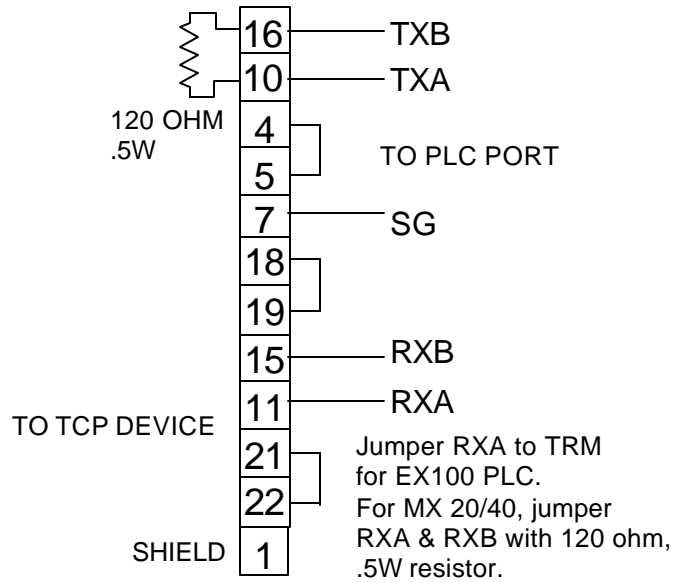 16 TXB
10 TXA
120 OHM
.5W
4
TO PLC PORT
5
7 SG
18
19
15 RXB
11 RXA
TO TCP DEVICE
21
22
Jumper RXA to TRM
for EX100 PLC.
For MX 20/40, jumper
RXA & RXB with 120 ohm,
.5W resistor.
SHIELD 1